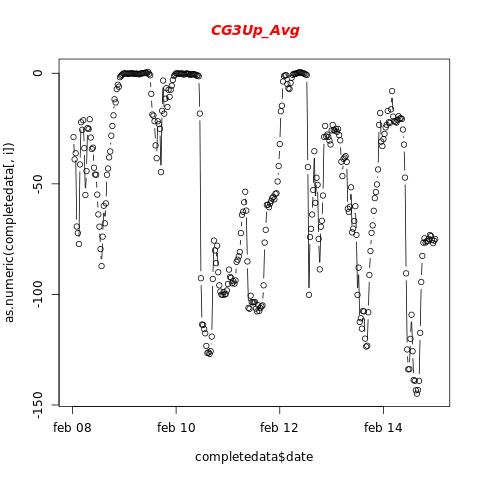 CG3Up_Avg
as.numeric(completedata[, i])
0
-50
-100
-150
feb 08
feb 10
feb 12
feb 14
completedata$date